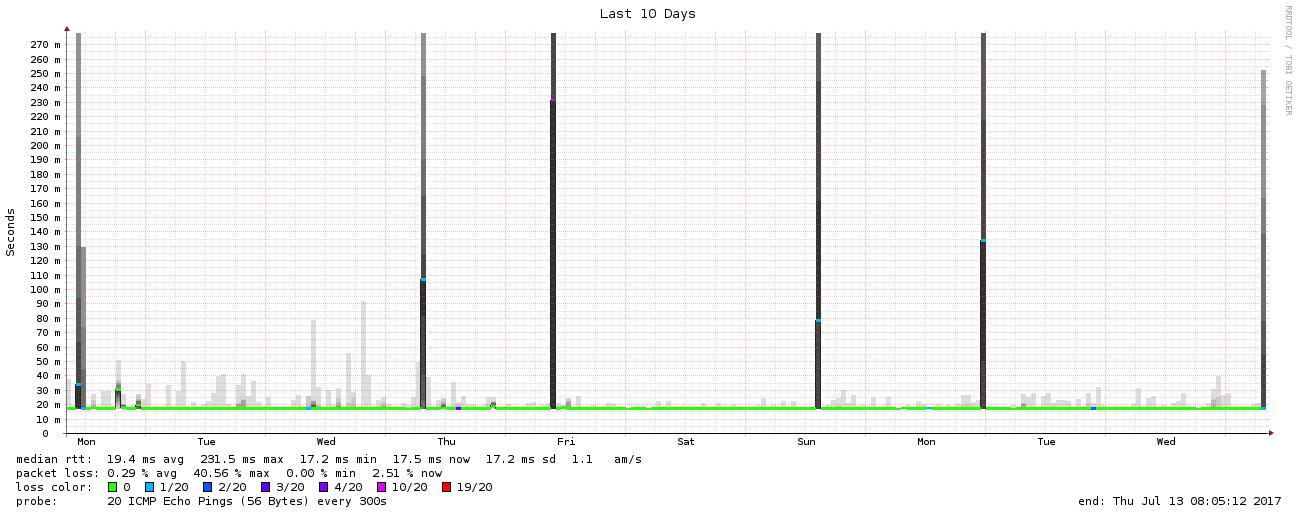 Last 10 Days
RRDTOOL / TOBI OETIKER
Seconds
270 m
260 m
250 m
240 m
230 m
220 m
210 m
200 m
190 m
180 m
170 m
160 m
150 m
140 m
130 m
120 m
110 m
100 m
90 m
80 m
70 m
60 m
50 m
40 m
30 m
20 m
10 m
0
Mon Tue Wed Thu Fri Sat Sun Mon Tue Wed
median rtt: 19.4 ms avg 231.5 ms max 17.2 ms min 17.5 ms now 17.2 ms sd 1.1 am/s
packet loss: 0.29 % avg 40.56 % max 0.00 % min 2.51 % now
loss color: 0 1/20 2/20 3/20 4/20 10/20 19/20
probe: 20 ICMP Echo Pings (56 Bytes) every 300s end: Thu Jul 13 08:05:12 2017